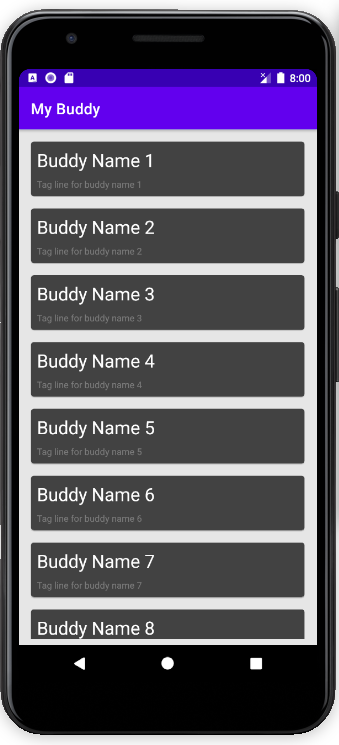 8:00
My Buddy
Buddy Name 1
Tag line for buddy name 1
Buddy Name 2
Tag line for buddy name 2
Buddy Name 3
Tag line for buddy name 3
Buddy Name 4
Tag line for buddy name 4
Buddy Name 5
Tag line for buddy name 5
Buddy Name 6
Tag line for buddy name 6
Buddy Name 7
Tag line for buddy name 7
Buddy Name 8